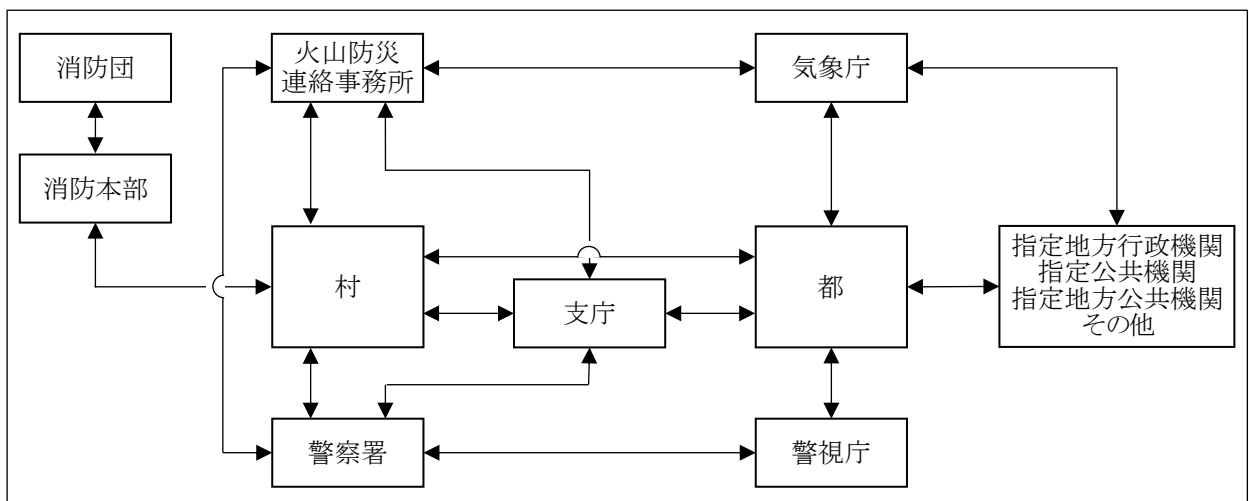 消防団
火山防災
連絡事務所
気象庁
消防本部
村
支庁
都
指定地方行政機関
指定公共機関
指定地方公共機関
その他
警察署
警視庁